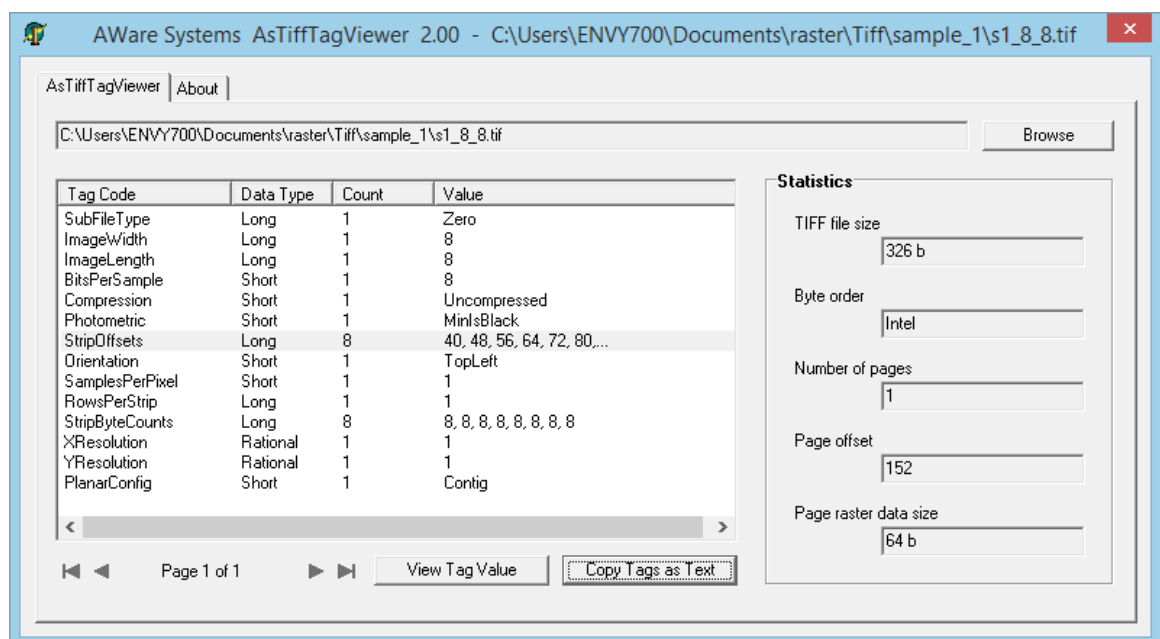 AWare Systems AsTiffTagViewer 2.00 - C:\Users\ENVY700\Documents\raster\Tiff\sample_1\s1_8_8.tif
AsTiffTagViewer About
C:\Users\ENVY700\Documents\raster\Tiff\sample_1\s1_8_8.tif Browse
Tag Code Data Type Count Value
SubFileType Long 1 Zero
ImageWidth Long 1 8
ImageLength Long 1 8
BitsPerSample Short 1 8
Compression Short 1 Uncompressed
Photometric Short 1 MinIsBlack
StripOffsets Long 8 40, 48, 56, 64, 72, 80,...
Orientation Short 1 TopLeft
SamplesPerPixel Short 1 1
RowsPerStrip Long 1 1
StripByteCounts Long 8 8, 8, 8, 8, 8, 8, 8, 8
XResolution Rational 1 1
YResolution Rational 1 1
PlanarConfig Short 1 Contig
Page 1 of 1 View Tag Value Copy Tags as Text
Statistics
TIFF file size
326 b
Byte order
Intel
Number of pages
1
Page offset
152
Page raster data size
64 b